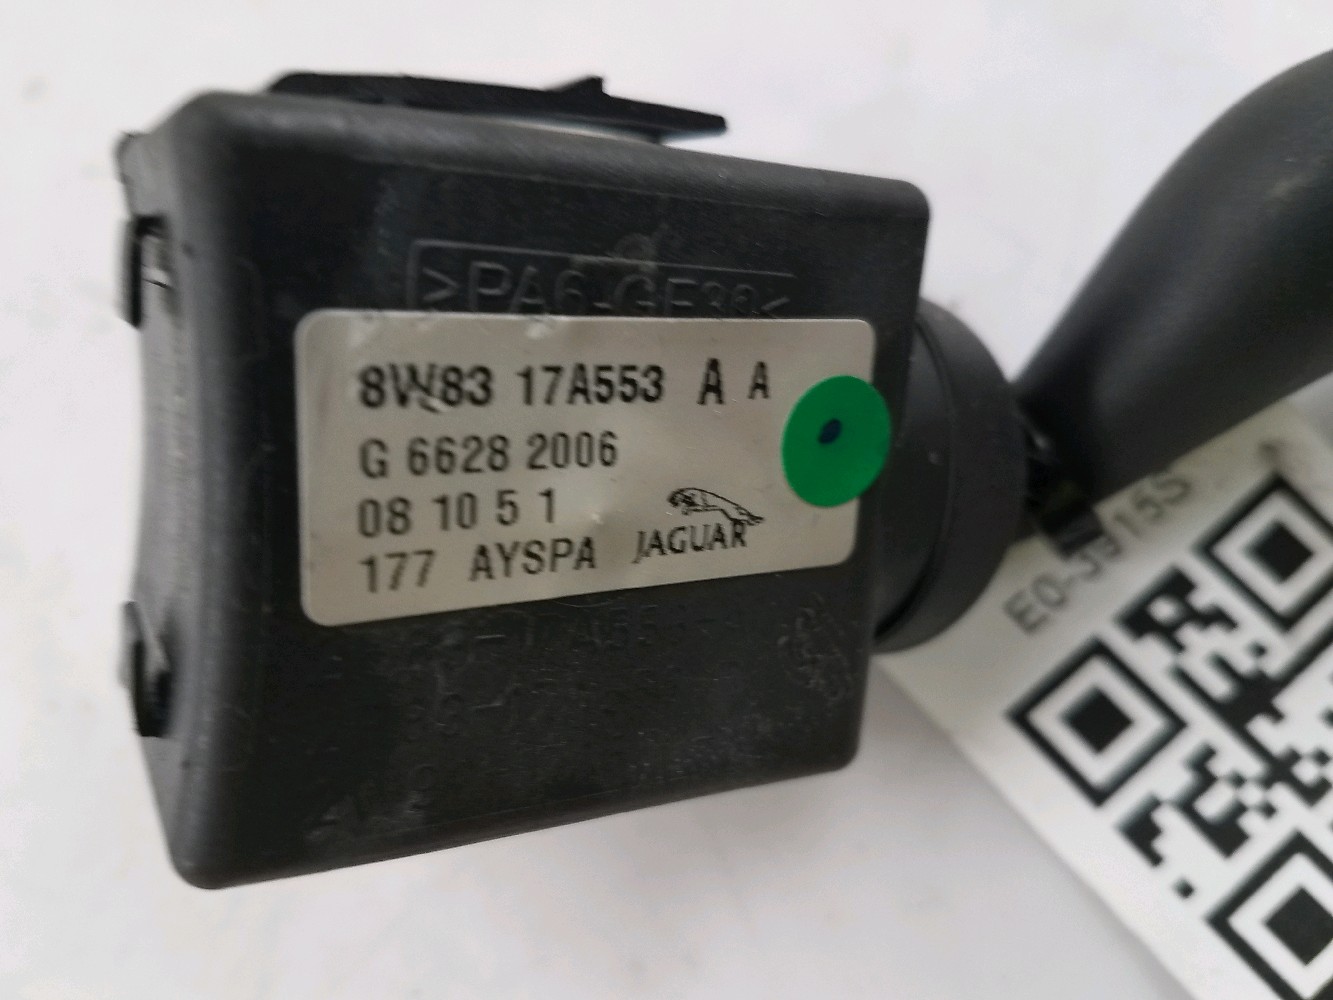 >PA6-GF30<
8W83 17A553 A A
G 6628 2006
08 10 5 1
177 AYSPA JAGUAR